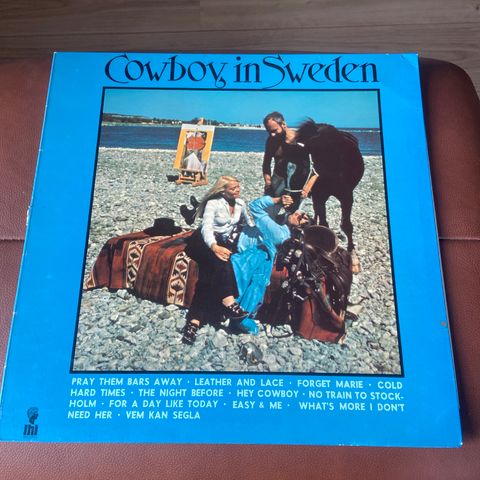 Cowboy in Sweden
PRAY THEM BARS AWAY · LEATHER AND LACE · FORGET MARIE · COLD
HARD TIMES · THE NIGHT BEFORE · HEY COWBOY · NO TRAIN TO STOCK-
HOLM · FOR A DAY LIKE TODAY · EASY & ME · WHAT'S MORE I DON'T
NEED HER · VEM KAN SEGLA
lhi